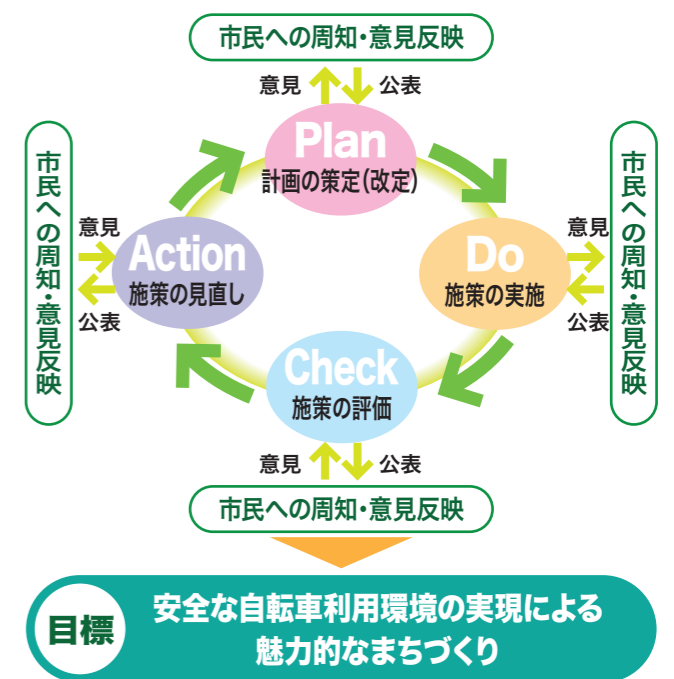 市民への周知・意見反映
意見
公表
Plan
計画の策定(改定)
市民への周知・意見反映
意見
公表
Action
施策の見直し
Do
施策の実施
意見
公表
市民への周知・意見反映
Check
施策の評価
意見
公表
市民への周知・意見反映
目標
安全な自転車利用環境の実現による
魅力的なまちづくり